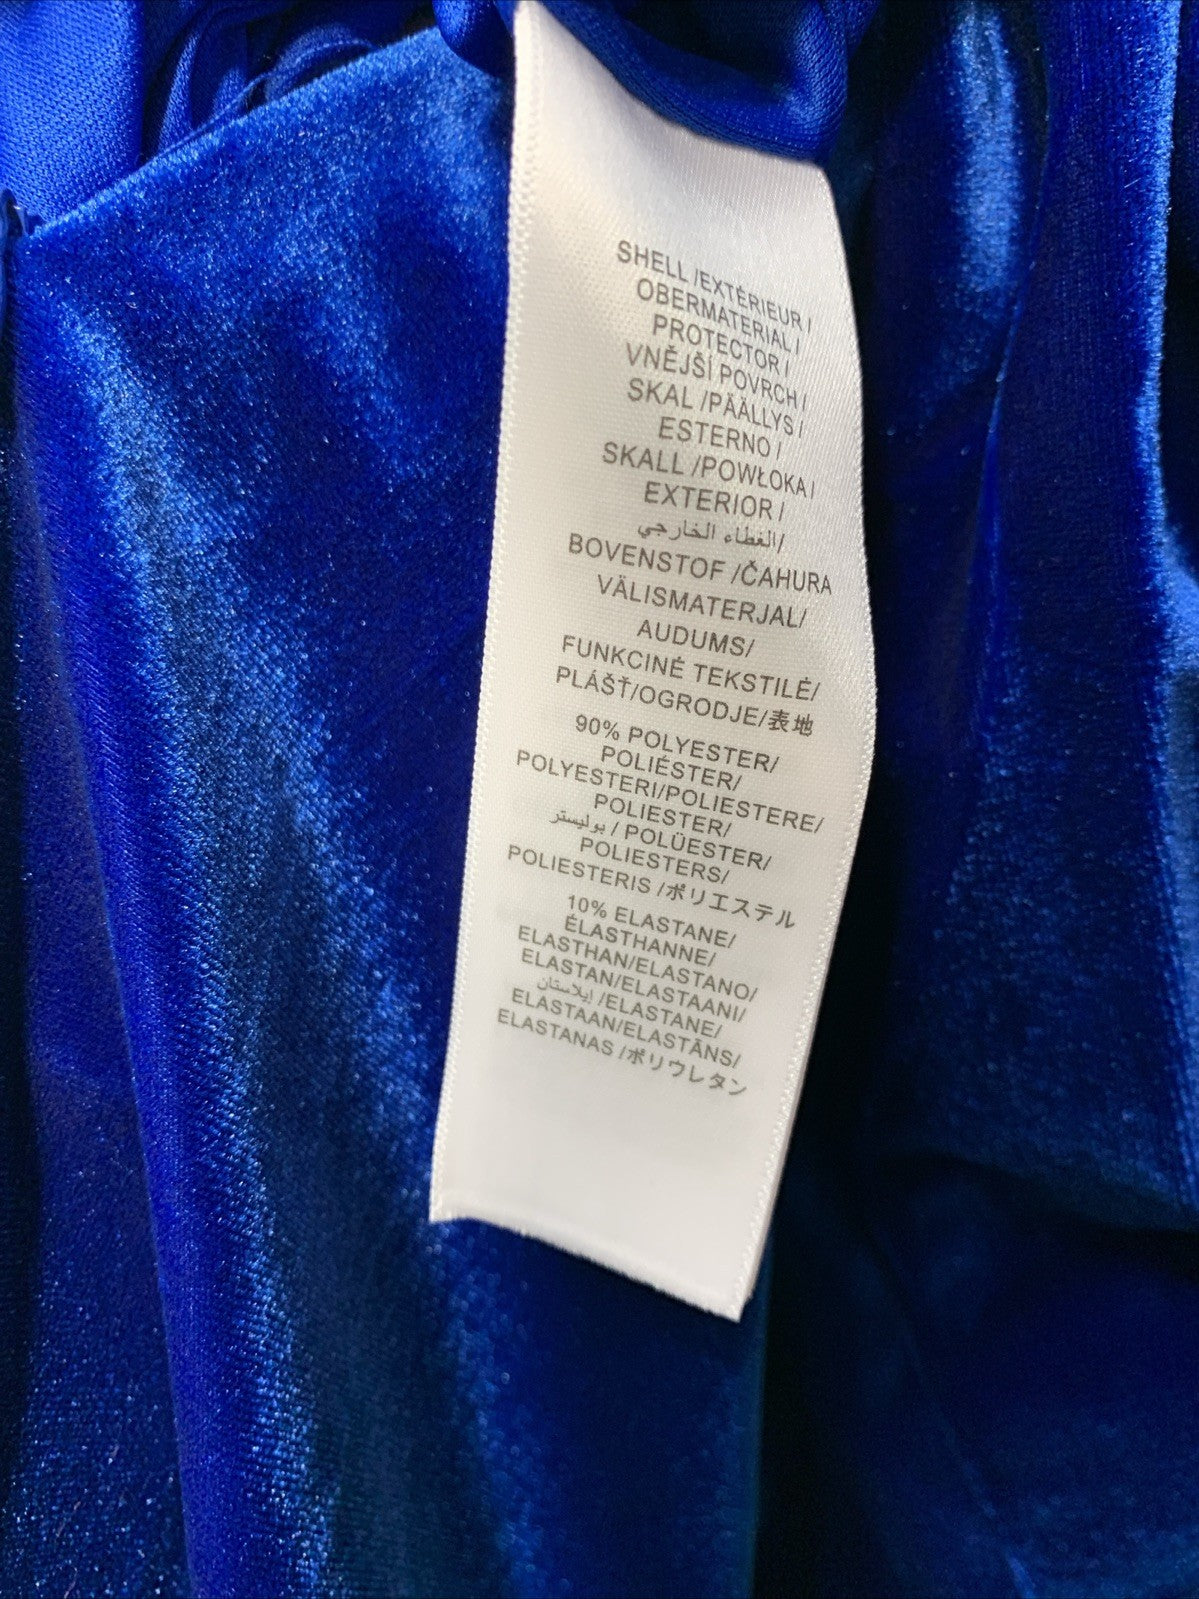 SHELL /EXTÉRIEUR /
OBERMATERIAL /
PROTECTOR /
VNĚJŠÍ POVRCH /
SKAL /PÄÄLLYS /
ESTERNO /
SKALL /POWŁOKA /
EXTERIOR /
الغطاء الخارجي/
BOVENSTOF /ČAHURA
VÄLISMATERJAL/
AUDUMS/
FUNKCINĖ TEKSTILĖ/
PLÁŠŤ/OGRODJE/表地
90% POLYESTER/
POLIÉSTER/
POLYESTERI/POLIESTERE/
POLIESTER/
بوليستر / POLÜESTER/
POLIESTERS/
POLIESTERIS /ポリエステル
10% ELASTANE/
ÉLASTHANNE/
ELASTHAN/ELASTANO/
ELASTAN/ELASTAANI/
إيلاستان /ELASTANE/
ELASTAAN/ELASTĀNS/
ELASTANAS /ポリウレタン